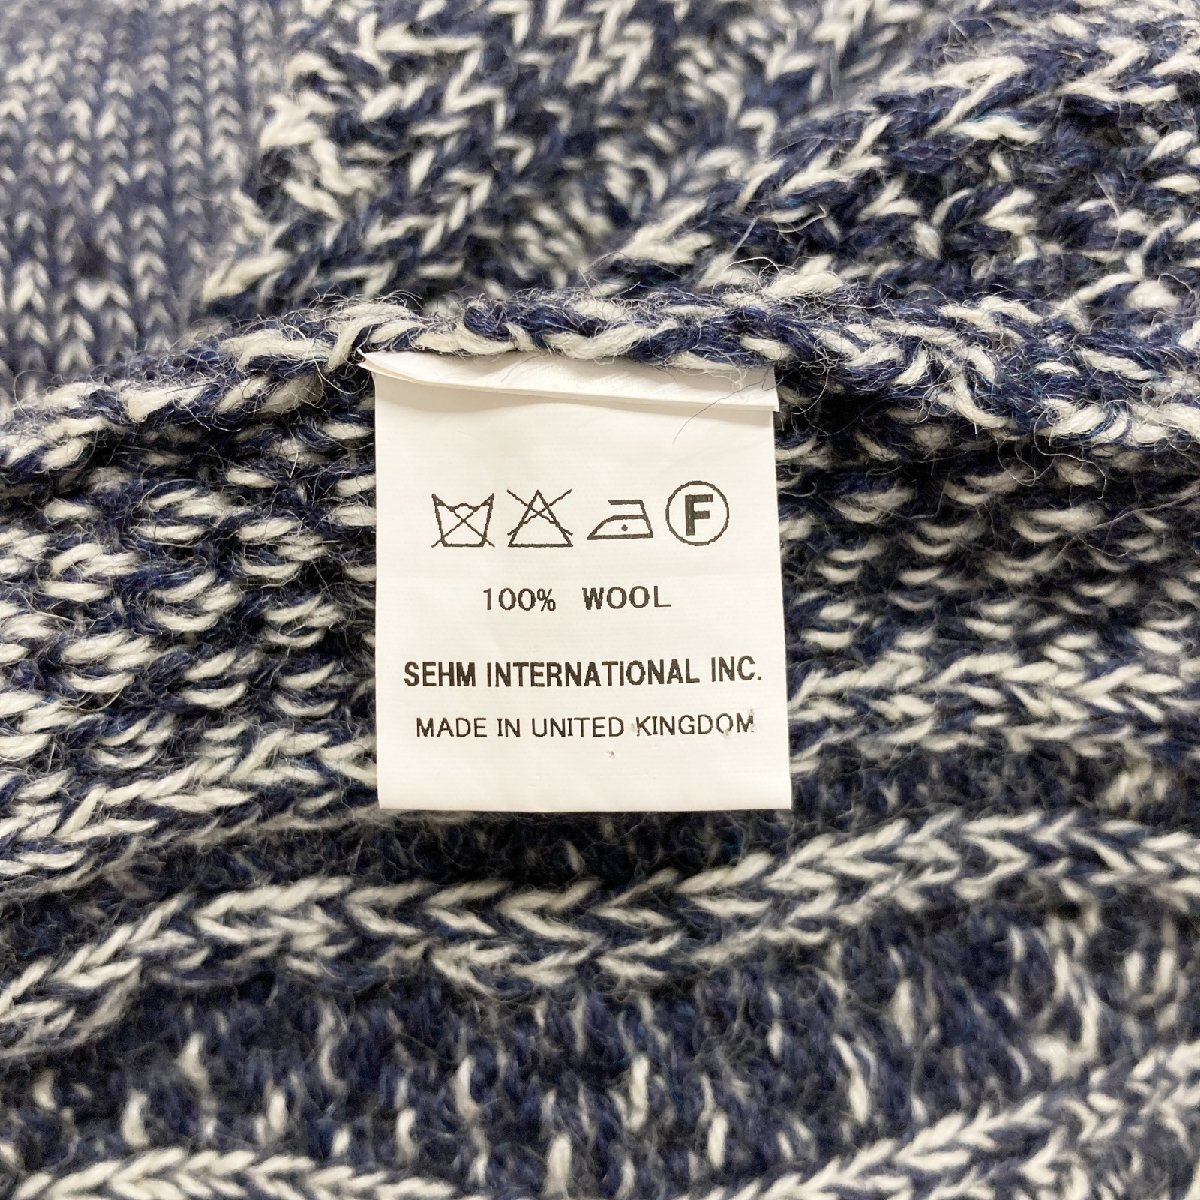 F
100% WOOL
SEHM INTERNATIONAL INC.
MADE IN UNITED KINGDOM